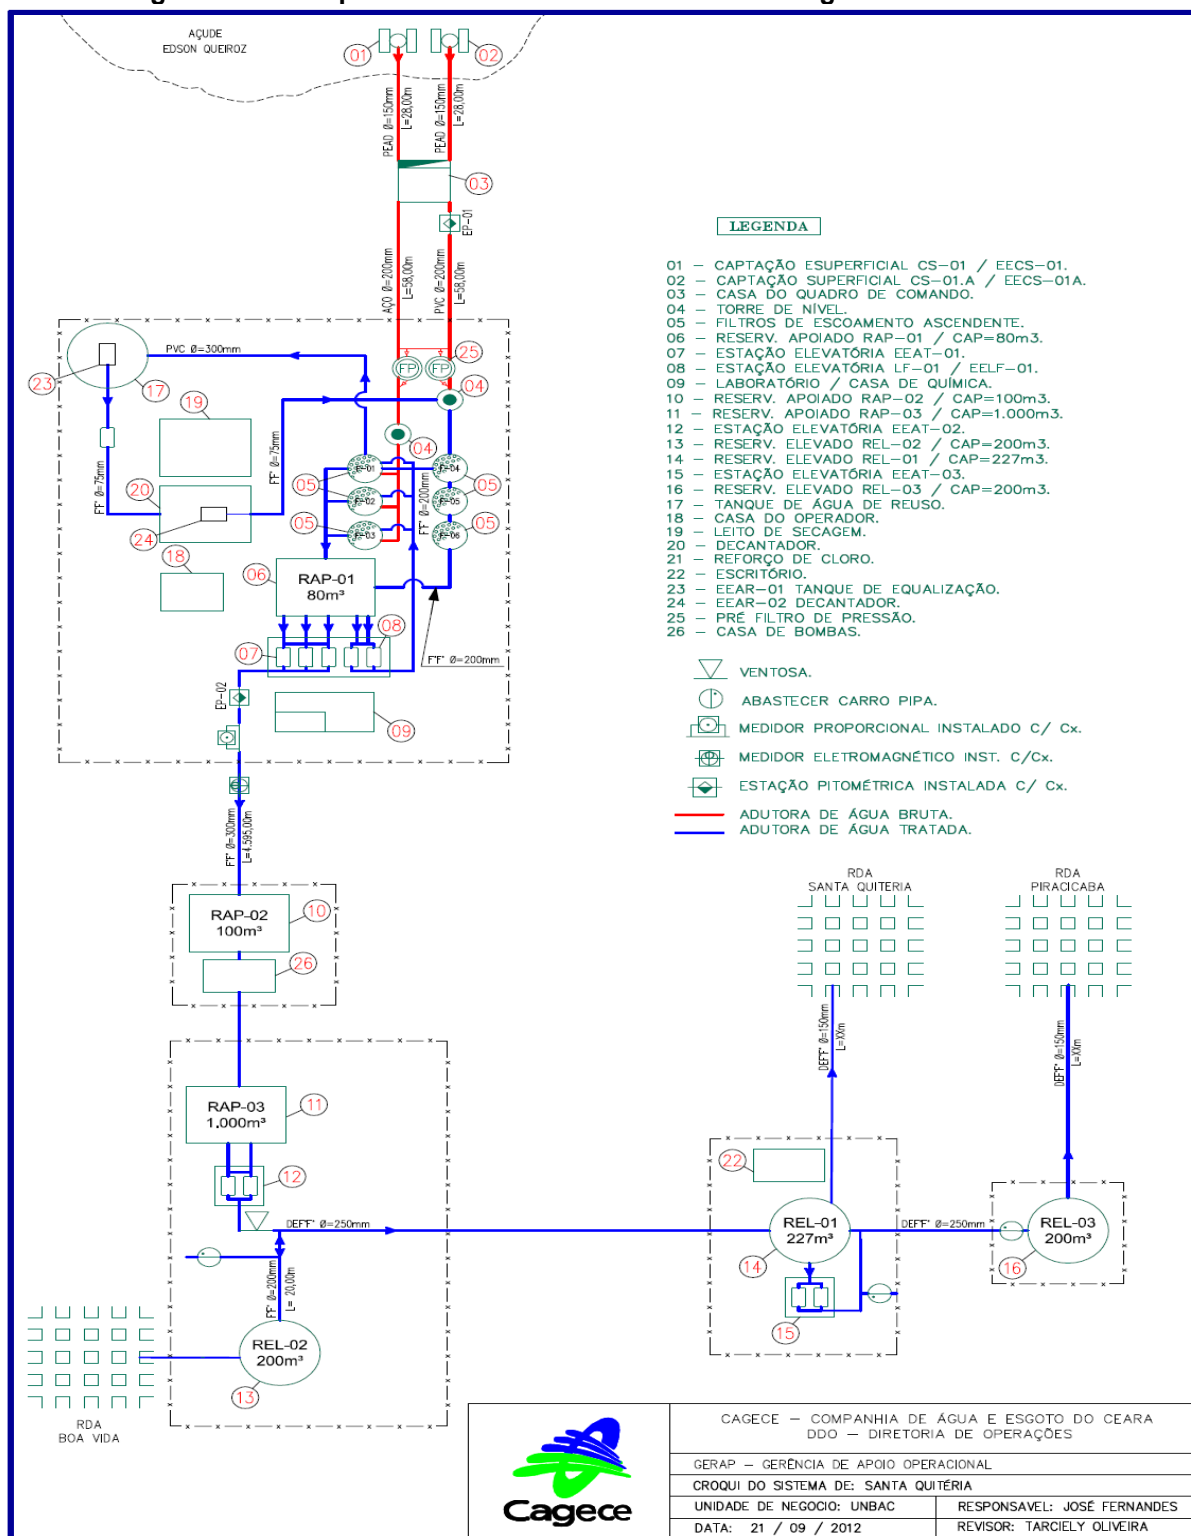 AÇUDE
EDSON QUEIROZ
01
02
PEAD Ø=150mm
L=28,00m
PEAD Ø=150mm
L=28,00m
03
EP-01
AÇO Ø=200mm
L=58,00m
PVC Ø=200mm
L=58,00m
LEGENDA
01 – CAPTAÇÃO ESUPERFICIAL CS-01 / EECS-01.
02 – CAPTAÇÃO SUPERFICIAL CS-01.A / EECS-01A.
03 – CASA DO QUADRO DE COMANDO.
04 – TORRE DE NÍVEL.
05 – FILTROS DE ESCOAMENTO ASCENDENTE.
06 – RESERV. APOIADO RAP-01 / CAP=80m3.
07 – ESTAÇÃO ELEVATÓRIA EEAT-01.
08 – ESTAÇÃO ELEVATÓRIA LF-01 / EELF-01.
09 – LABORATÓRIO / CASA DE QUÍMICA.
10 – RESERV. APOIADO RAP-02 / CAP=100m3.
11 – RESERV. APOIADO RAP-03 / CAP=1.000m3.
12 – ESTAÇÃO ELEVATÓRIA EEAT-02.
13 – RESERV. ELEVADO REL-02 / CAP=200m3.
14 – RESERV. ELEVADO REL-01 / CAP=227m3.
15 – ESTAÇÃO ELEVATÓRIA EEAT-03.
16 – RESERV. ELEVADO REL-03 / CAP=200m3.
17 – TANQUE DE ÁGUA DE REUSO.
18 – CASA DO OPERADOR.
19 – LEITO DE SECAGEM.
20 – DECANTADOR.
21 – REFORÇO DE CLORO.
22 – ESCRITÓRIO.
23 – EEAR-01 TANQUE DE EQUALIZAÇÃO.
24 – EEAR-02 DECANTADOR.
25 – PRÉ FILTRO DE PRESSÃO.
26 – CASA DE BOMBAS.
VENTOSA.
ABASTECER CARRO PIPA.
MEDIDOR PROPORCIONAL INSTALADO C/ Cx.
MEDIDOR ELETROMAGNÉTICO INST. C/Cx.
ESTAÇÃO PITOMÉTRICA INSTALADA C/ Cx.
ADUTORA DE ÁGUA BRUTA.
ADUTORA DE ÁGUA TRATADA.
PVC Ø=300mm
25
FP
FP
23
17
04
19
04
FºFº Ø=75mm
FºFº Ø=75mm
F-01
F-04
05
05
F-02
F-05
FºFº Ø=200mm
20
24
05
F-03
F-06
05
18
06
RAP-01
80m³
08
07
FºFº Ø=200mm
EP-02
09
FºFº Ø=300mm
L=4.595,00m
RAP-02
100m³
10
26
RDA
SANTA QUITERIA
RDA
PIRACICABA
DEFºFº Ø=150mm
L=XXm
DEFºFº Ø=150mm
L=XXm
RAP-03
1.000m³
11
12
22
DEFºFº Ø=250mm
REL-01
227m³
DEFºFº Ø=250mm
REL-03
200m³
14
16
FºFº Ø=200mm
L= 20,00m
15
REL-02
200m³
13
RDA
BOA VIDA
Cagece
CAGECE – COMPANHIA DE ÁGUA E ESGOTO DO CEARA
DDO – DIRETORIA DE OPERAÇÕES
GERAP – GERÊNCIA DE APOIO OPERACIONAL
CROQUI DO SISTEMA DE: SANTA QUITÉRIA
UNIDADE DE NEGOCIO: UNBAC
RESPONSAVEL: JOSÉ FERNANDES
DATA: 21 / 09 / 2012
REVISOR: TARCIELY OLIVEIRA